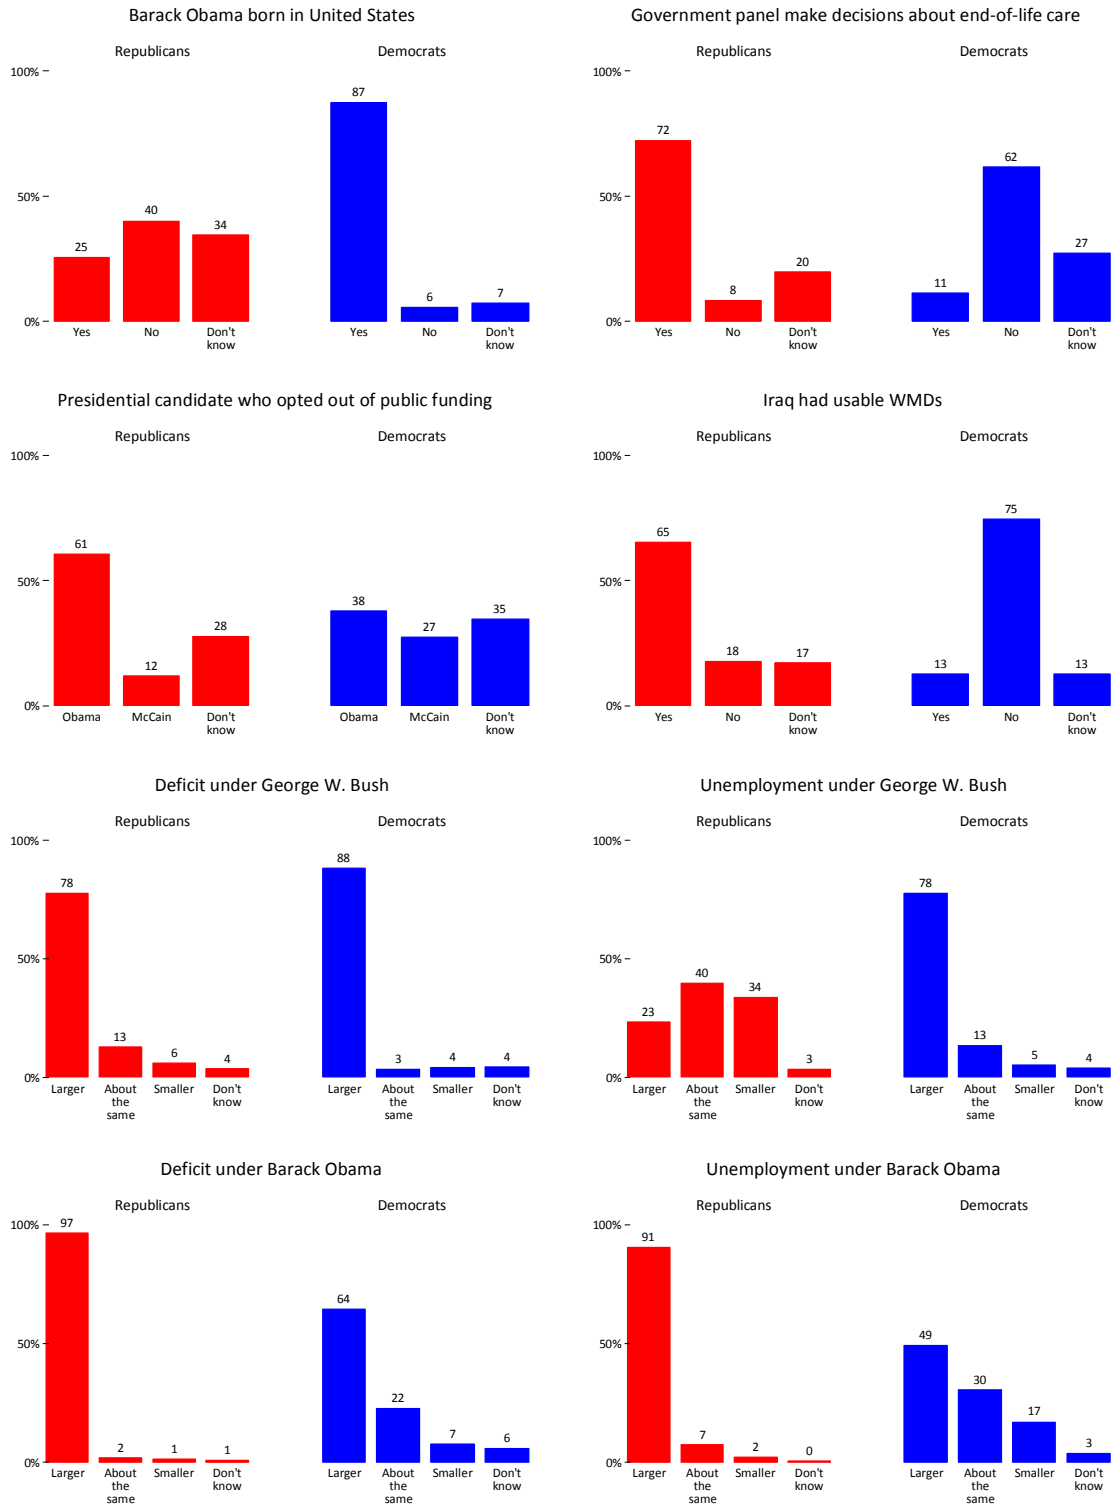 Barack Obama born in United States
Republicans
Democrats
100%
50%
0%
25
40
34
87
6
7
Yes
No
Don't
know
Yes
No
Don't
know
Government panel make decisions about end-of-life care
Republicans
Democrats
100%
50%
0%
72
8
20
11
62
27
Yes
No
Don't
know
Yes
No
Don't
know
Presidential candidate who opted out of public funding
Republicans
Democrats
100%
50%
0%
61
12
28
38
27
35
Obama
McCain
Don't
know
Obama
McCain
Don't
know
Iraq had usable WMDs
Republicans
Democrats
100%
50%
0%
65
18
17
13
75
13
Yes
No
Don't
know
Yes
No
Don't
know
Deficit under George W. Bush
Republicans
Democrats
100%
50%
0%
78
13
6
4
88
3
4
4
Larger
About
the
same
Smaller
Don't
know
Larger
About
the
same
Smaller
Don't
know
Unemployment under George W. Bush
Republicans
Democrats
100%
50%
0%
23
40
34
3
78
13
5
4
Larger
About
the
same
Smaller
Don't
know
Larger
About
the
same
Smaller
Don't
know
Deficit under Barack Obama
Republicans
Democrats
100%
50%
0%
97
2
1
1
64
22
7
6
Larger
About
the
same
Smaller
Don't
know
Larger
About
the
same
Smaller
Don't
know
Unemployment under Barack Obama
Republicans
Democrats
100%
50%
0%
91
7
2
0
49
30
17
3
Larger
About
the
same
Smaller
Don't
know
Larger
About
the
same
Smaller
Don't
know